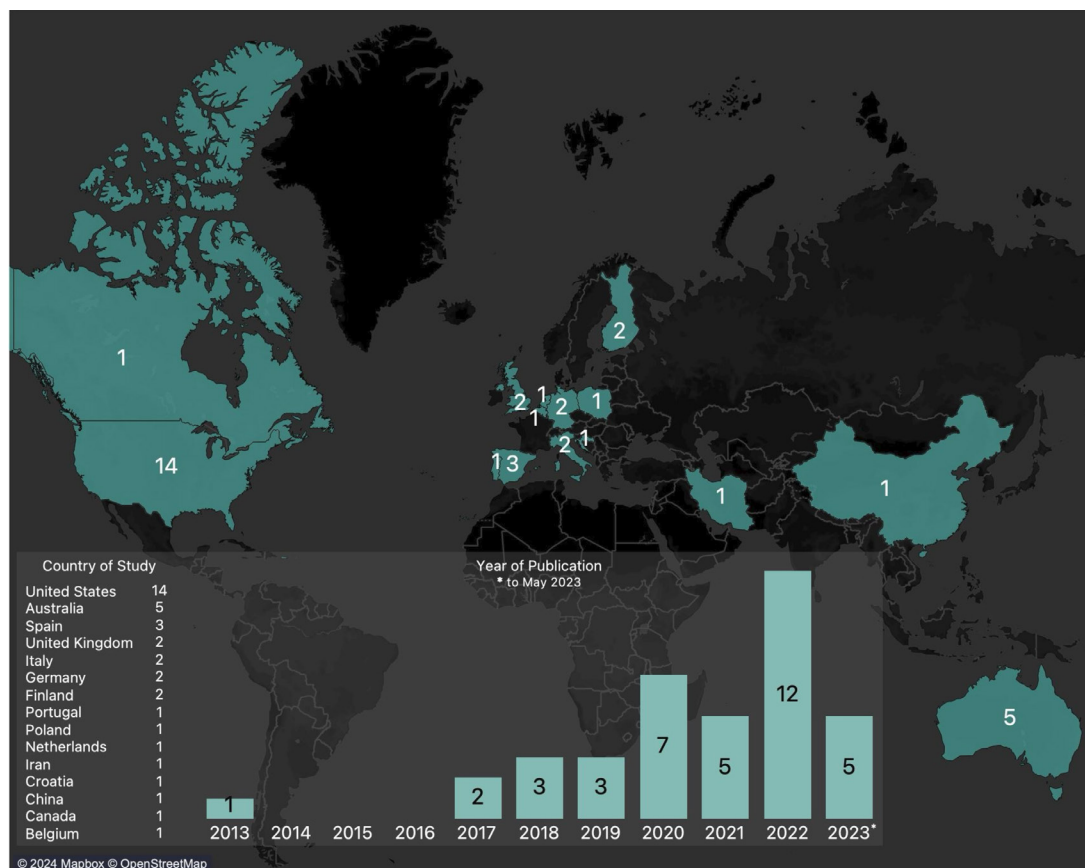 1
14
2
2
1
1
2
1
2
1
1
3
1
1
5
Country of Study
United States 14
Australia 5
Spain 3
United Kingdom 2
Italy 2
Germany 2
Finland 2
Portugal 1
Poland 1
Netherlands 1
Iran 1
Croatia 1
China 1
Canada 1
Belgium 1
Year of Publication
* to May 2023
1
2
3
3
7
5
12
5
2013 2014 2015 2016 2017 2018 2019 2020 2021 2022 2023*
© 2024 Mapbox © OpenStreetMap